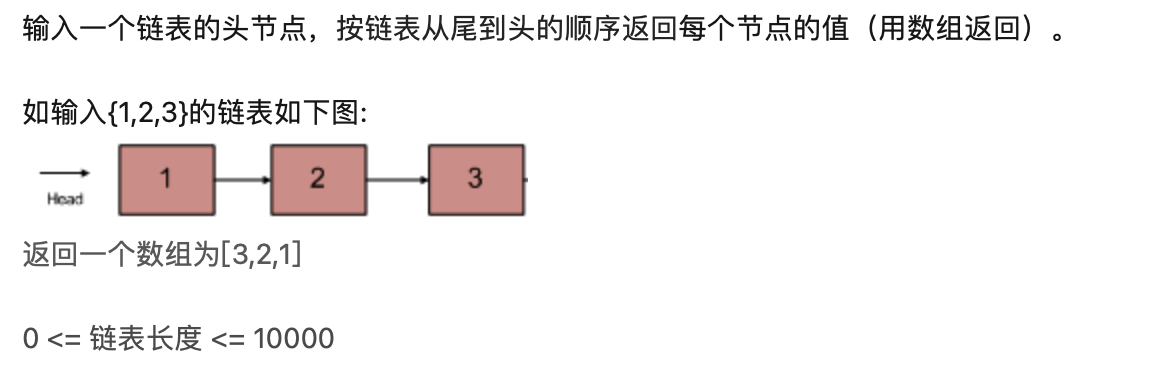 输入一个链表的头节点，按链表从尾到头的顺序返回每个节点的值（用数组返回）。
如输入{1,2,3}的链表如下图:
1 2 3
Head
返回一个数组为[3,2,1]
0 <= 链表长度 <= 10000